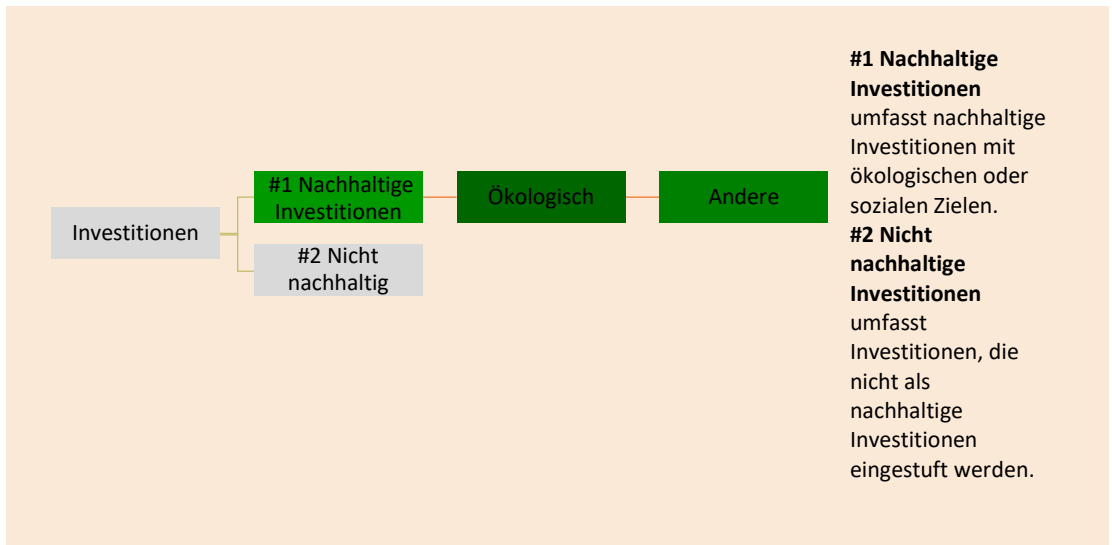 Investitionen
#1 Nachhaltige
Investitionen
#2 Nicht
nachhaltig
Ökologisch
Andere
#1 Nachhaltige
Investitionen
umfasst nachhaltige
Investitionen mit
ökologischen oder
sozialen Zielen.
#2 Nicht
nachhaltige
Investitionen
umfasst
Investitionen, die
nicht als
nachhaltige
Investitionen
eingestuft werden.